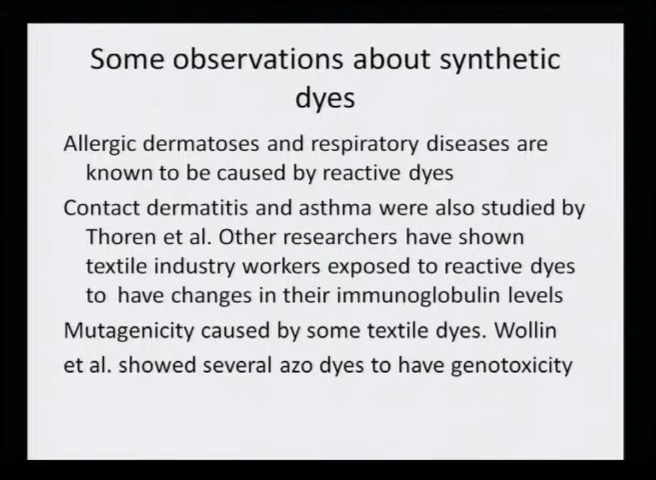 Some observations about synthetic
dyes
Allergic dermatoses and respiratory diseases are
known to be caused by reactive dyes
Contact dermatitis and asthma were also studied by
Thoren et al. Other researchers have shown
textile industry workers exposed to reactive dyes
to have changes in their immunoglobulin levels
Mutagenicity caused by some textile dyes. Wollin
et al. showed several azo dyes to have genotoxicity